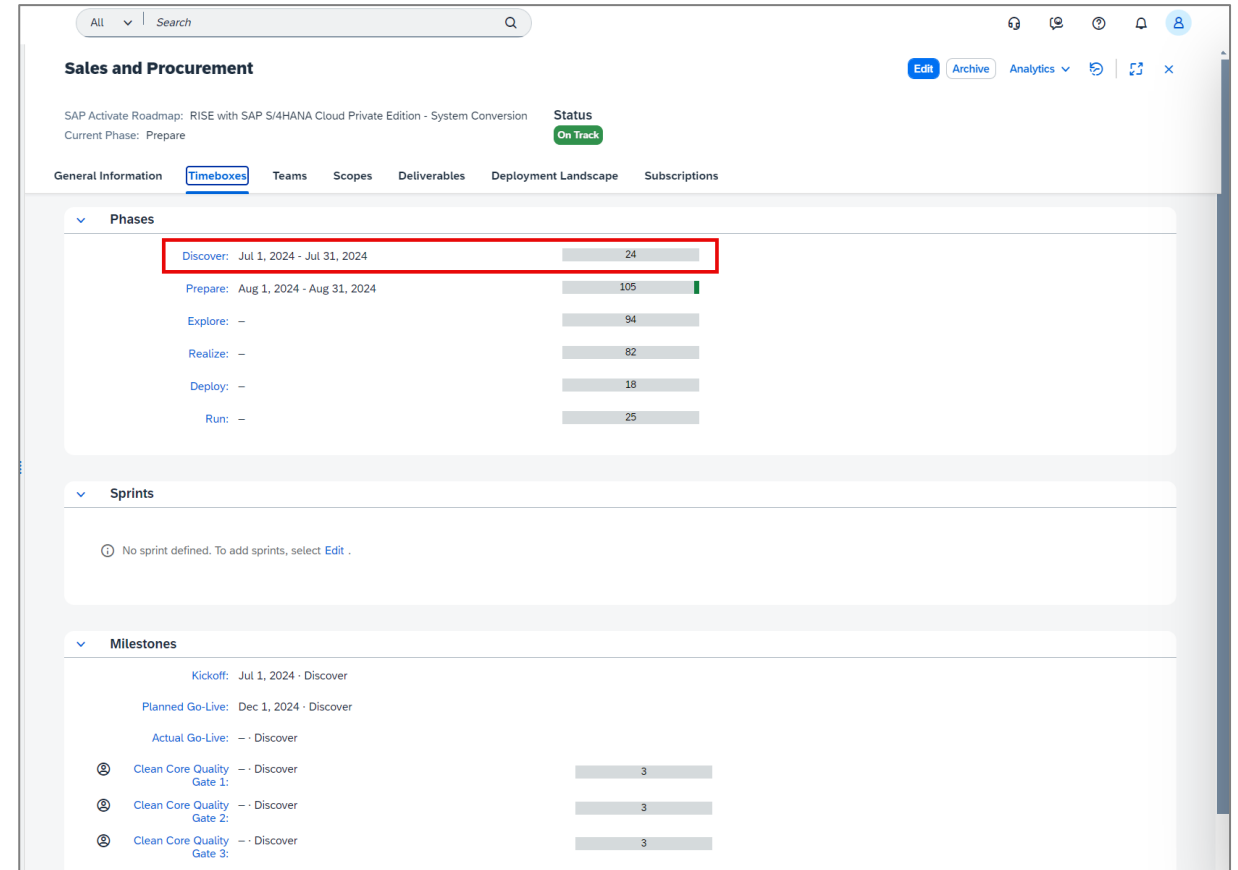 All Search
Sales and Procurement
Edit Archive Analytics
SAP Activate Roadmap: RISE with SAP S/4HANA Cloud Private Edition - System Conversion Status
Current Phase: Prepare On Track
General Information Timeboxes Teams Scopes Deliverables Deployment Landscape Subscriptions
Phases
Discover: Jul 1, 2024 - Jul 31, 2024 24
Prepare: Aug 1, 2024 - Aug 31, 2024 105
Explore: – 94
Realize: – 82
Deploy: – 18
Run: – 25
Sprints
No sprint defined. To add sprints, select Edit .
Milestones
Kickoff: Jul 1, 2024 · Discover
Planned Go-Live: Dec 1, 2024 · Discover
Actual Go-Live: – · Discover
Clean Core Quality – · Discover 3
Gate 1:
Clean Core Quality – · Discover 3
Gate 2:
Clean Core Quality – · Discover 3
Gate 3: